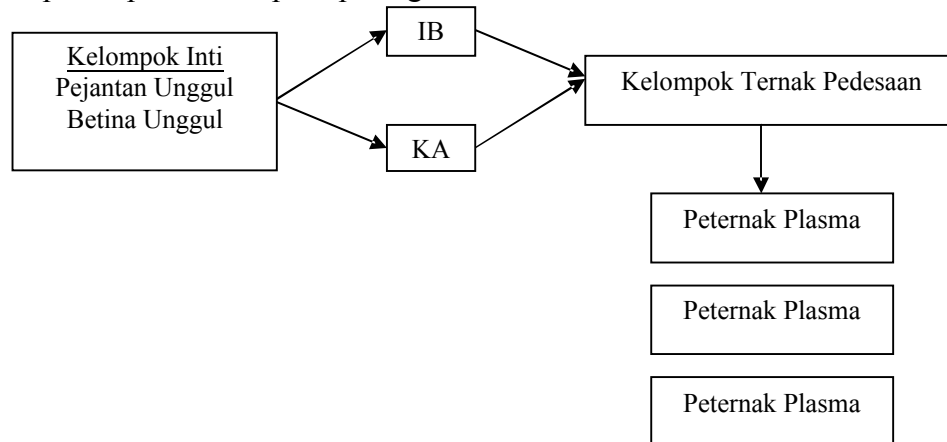 IB
Kelompok Inti
Pejantan Unggul
Betina Unggul
Kelompok Ternak Pedesaan
KA
Peternak Plasma
Peternak Plasma
Peternak Plasma